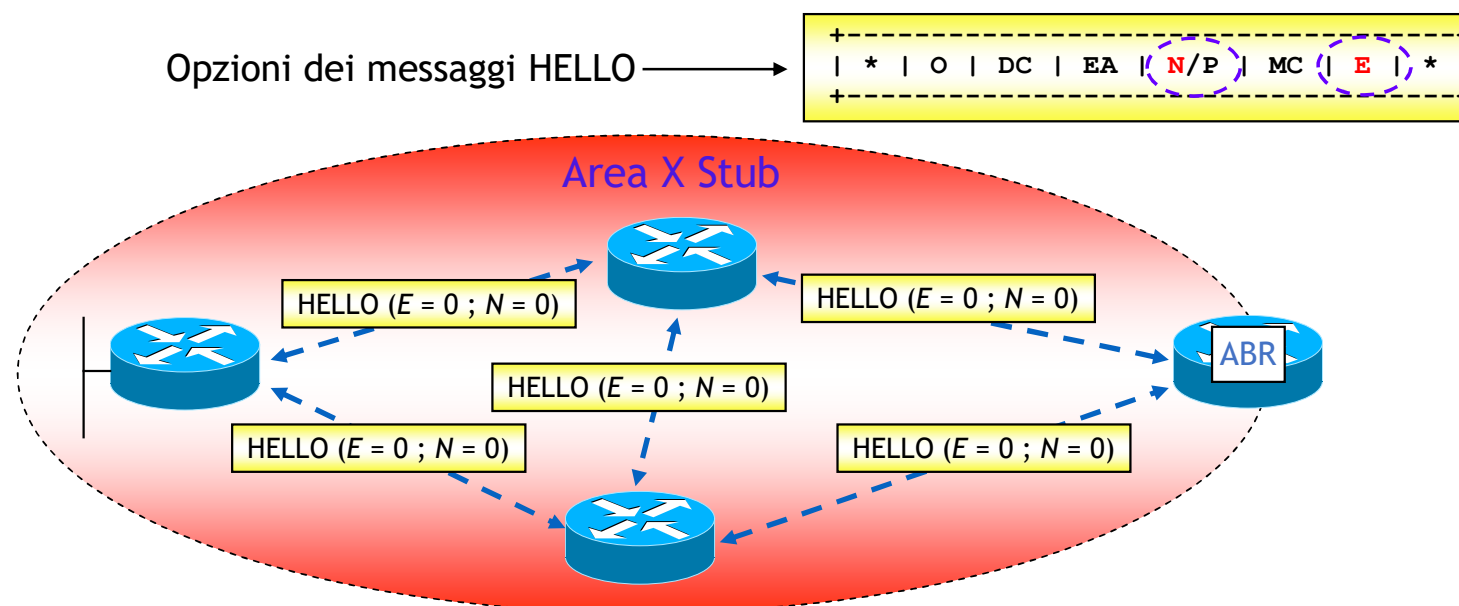 +-----------------------------------
Opzioni dei messaggi HELLO
| * | O | DC | EA | N/P | MC | E | *
+-----------------------------------
Area X Stub
HELLO (E = 0 ; N = 0)
HELLO (E = 0 ; N = 0)
ABR
HELLO (E = 0 ; N = 0)
HELLO (E = 0 ; N = 0)
HELLO (E = 0 ; N = 0)